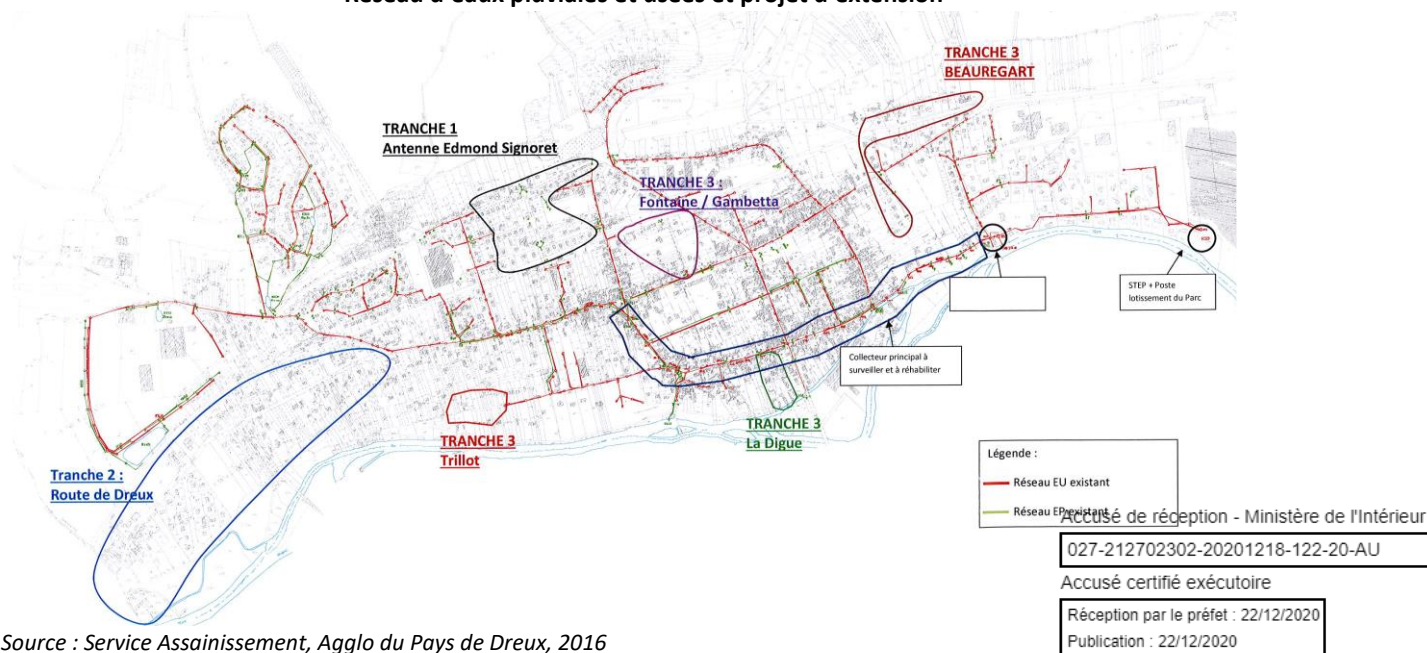 Réseau d'eaux pluviales et usées et projet d'extension
TRANCHE 3
BEAUREGART
TRANCHE 1
Antenne Edmond Signoret
TRANCHE 3 :
Fontaine / Gambetta
STEP + Poste
lotissement du Parc
Collecteur principal à
surveiller et à réhabiliter
TRANCHE 3
La Digue
TRANCHE 3
Trillot
Tranche 2 :
Route de Dreux
Légende :
Réseau EU existant
Réseau EP existant
Accusé de réception - Ministère de l'Intérieur
027-212702302-20201218-122-20-AU
Accusé certifié exécutoire
Réception par le préfet : 22/12/2020
Publication : 22/12/2020
Source : Service Assainissement, Agglo du Pays de Dreux, 2016